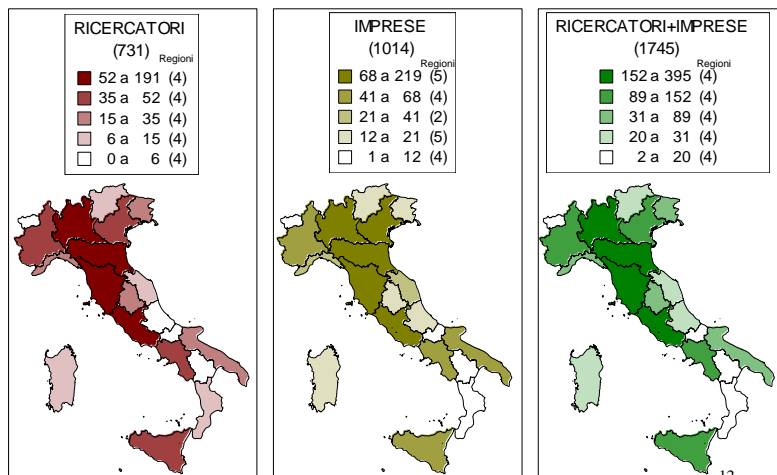 RICERCATORI
(731)
Regioni
52 a 191 (4)
35 a 52 (4)
15 a 35 (4)
6 a 15 (4)
0 a 6 (4)
IMPRESE
(1014)
Regioni
68 a 219 (5)
41 a 68 (4)
21 a 41 (2)
12 a 21 (5)
1 a 12 (4)
RICERCATORI+IMPRESE
(1745)
Regioni
152 a 395 (4)
89 a 152 (4)
31 a 89 (4)
20 a 31 (4)
2 a 20 (4)